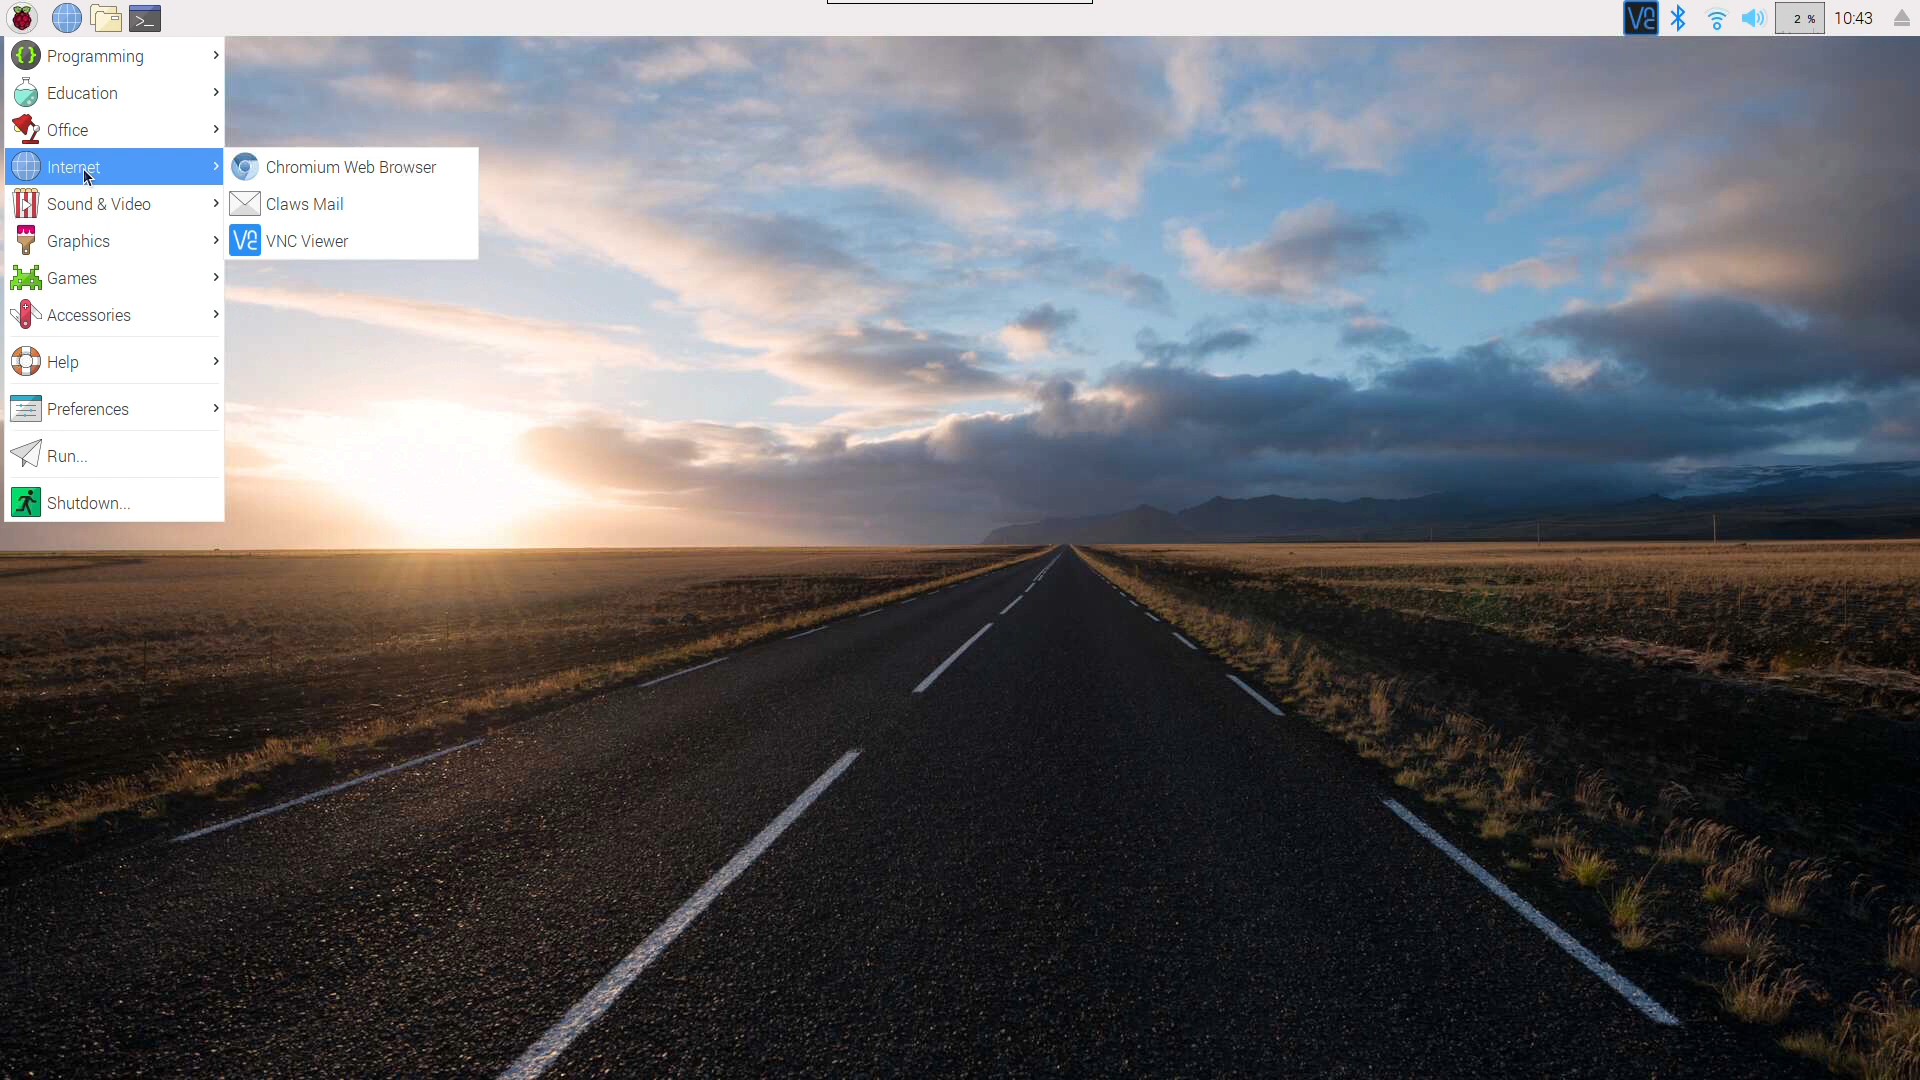 >_
2 %
10:43
Programming
Education
Office
Internet
Sound & Video
Graphics
Games
Accessories
Help
Preferences
Run...
Shutdown...
Chromium Web Browser
Claws Mail
VNC Viewer